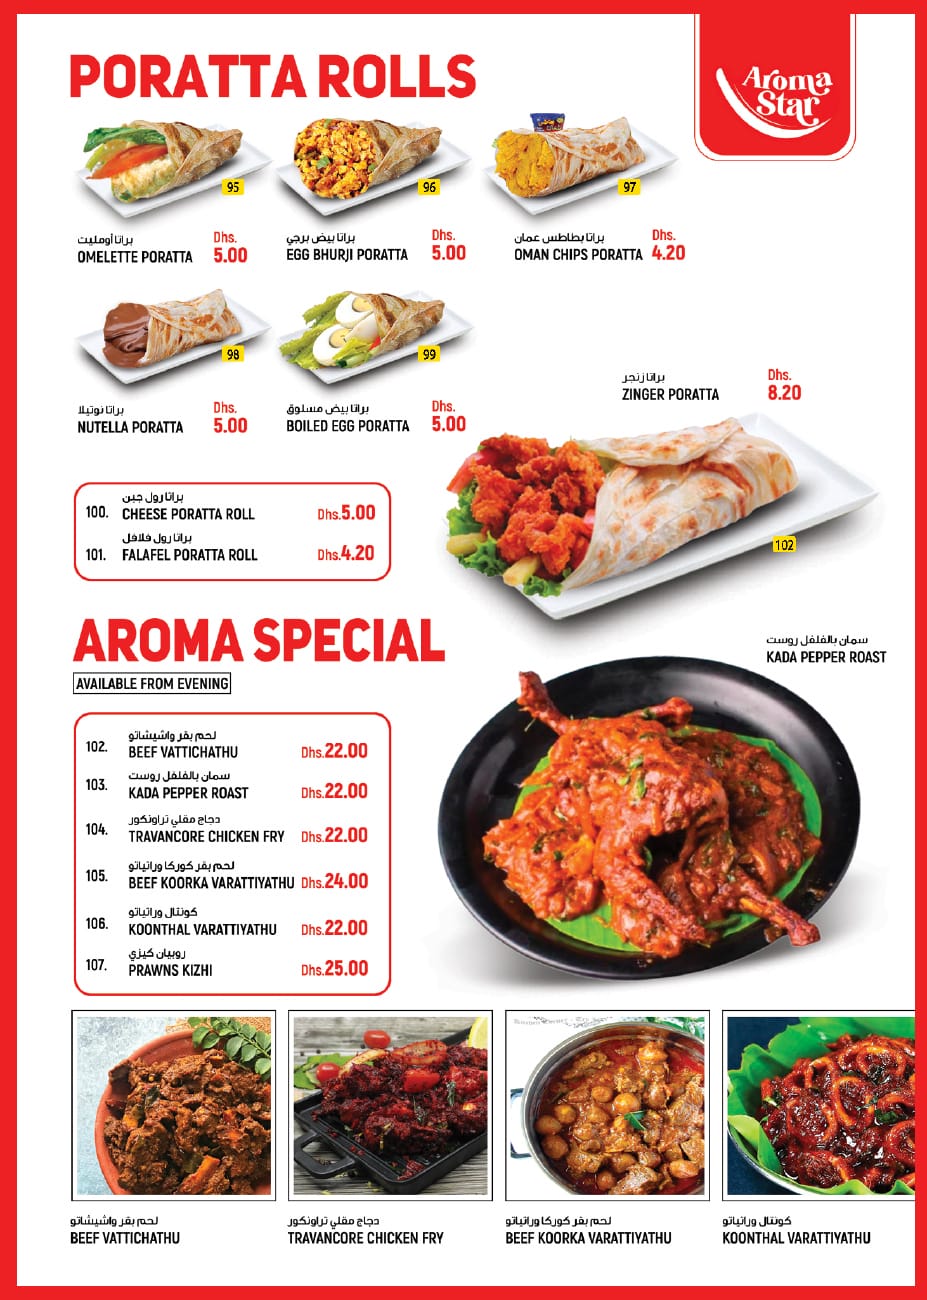 PORATTA ROLLS
Aroma
Star
95
96
97
براتا أومليت
OMELETTE PORATTA
Dhs.
5.00
براتا بيض برجي
EGG BHURJI PORATTA
Dhs.
5.00
براتا بطاطس عمان
OMAN CHIPS PORATTA
Dhs.
4.20
98
99
براتا نوتيلا
NUTELLA PORATTA
Dhs.
5.00
براتا بيض مسلوق
BOILED EGG PORATTA
Dhs.
5.00
براتا زنجر
ZINGER PORATTA
Dhs.
8.20
102
براتا رول جبن
100. CHEESE PORATTA ROLL Dhs.5.00
براتا رول فلافل
101. FALAFEL PORATTA ROLL Dhs.4.20
AROMA SPECIAL
AVAILABLE FROM EVENING
سمان بالفلفل روست
KADA PEPPER ROAST
لحم بقر واشيشاتو
102. BEEF VATTICHATHU Dhs.22.00
سمان بالفلفل روست
103. KADA PEPPER ROAST Dhs.22.00
دجاج مقلي تراونكور
104. TRAVANCORE CHICKEN FRY Dhs.22.00
لحم بقر كوركا وراتياتو
105. BEEF KOORKA VARATTIYATHU Dhs.24.00
كونتال وراتياتو
106. KOONTHAL VARATTIYATHU Dhs.22.00
روبيان كيزي
107. PRAWNS KIZHI Dhs.25.00
لحم بقر واشيشاتو
BEEF VATTICHATHU
دجاج مقلي تراونكور
TRAVANCORE CHICKEN FRY
لحم بقر كوركا وراتياتو
BEEF KOORKA VARATTIYATHU
كونتال وراتياتو
KOONTHAL VARATTIYATHU